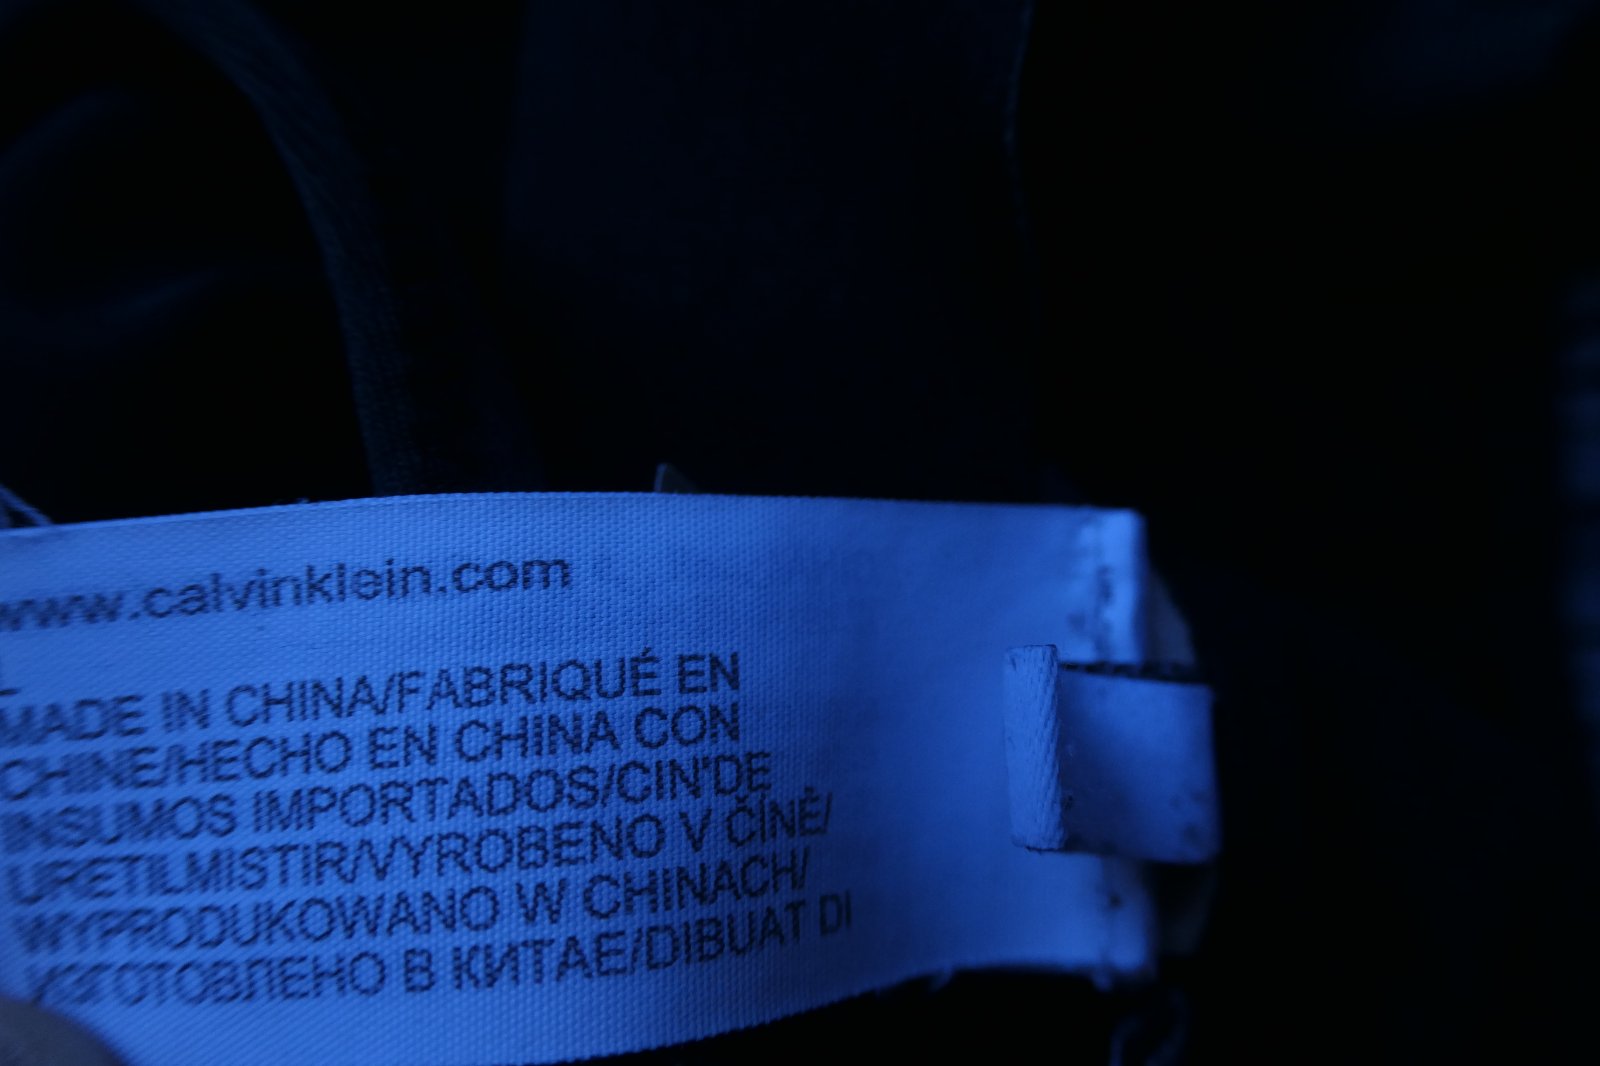 www.calvinklein.com
MADE IN CHINA/FABRIQUÉ EN
CHINE/HECHO EN CHINA CON
INSUMOS IMPORTADOS/CIN'DE
URETILMISTIR/VYROBENO V ČÍNĚ/
WYPRODUKOWANO W CHINACH/
ИЗГОТОВЛЕНО В КИТАЕ/DIBUAT DI